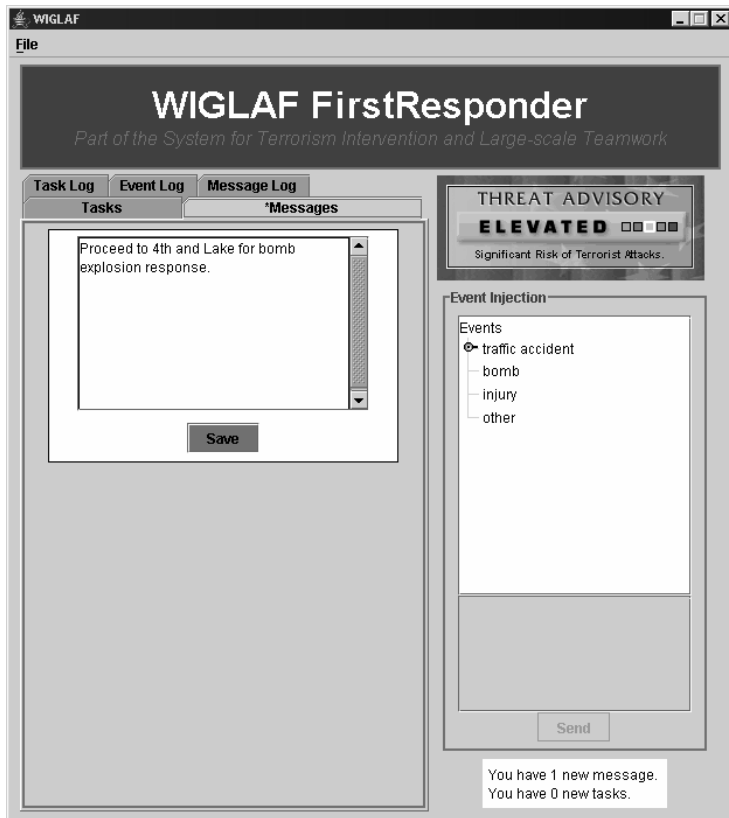 WIGLAF
File
WIGLAF FirstResponder
Part of the System for Terrorism Intervention and Large-scale Teamwork
Task Log Event Log Message Log
Tasks *Messages
Proceed to 4th and Lake for bomb
explosion response.
Save
THREAT ADVISORY
ELEVATED
Significant Risk of Terrorist Attacks.
Event Injection
Events
traffic accident
bomb
injury
other
Send
You have 1 new message.
You have 0 new tasks.